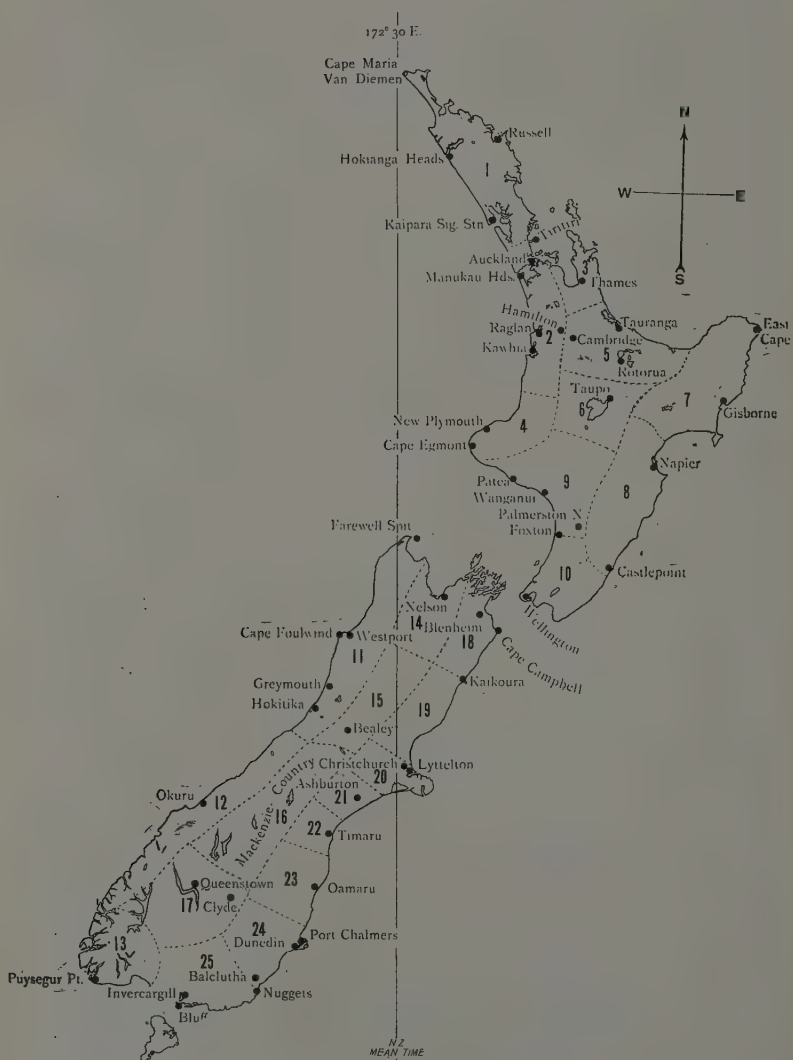 172° 30 E.
Cape Maria
Van Diemen
Russell
Hokianga Heads
1
N
W
E
S
Kaipara Sig. Stn
Tiritiri
Auckland
3
Manukau Hds.
Thames
Hamilton
Tauranga
East
Cape
Raglan
2
Cambridge
Kawhia
5
Rotorua
Taupo
6
7
Gisborne
New Plymouth
4
Cape Egmont
Napier
Patea
9
8
Wanganui
Palmerston N
Foxton
Farewell Spit
10
Castlepoint
Nelson
Wellington
14
Blenheim
Cape Foulwind
Westport
18
Cape Campbell
11
Greymouth
Kaikoura
15
Hokitika
19
Bealey
Christchurch
Lyttelton
Mackenzie Country
20
Ashburton
21
Okuru
12
16
22
Timaru
Queenstown
23
Oamaru
17
Clyde
24
Port Chalmers
Dunedin
13
25
Puysegur Pt.
Balclutha
Invercargill
Nuggets
Bluff
N Z
MEAN TIME